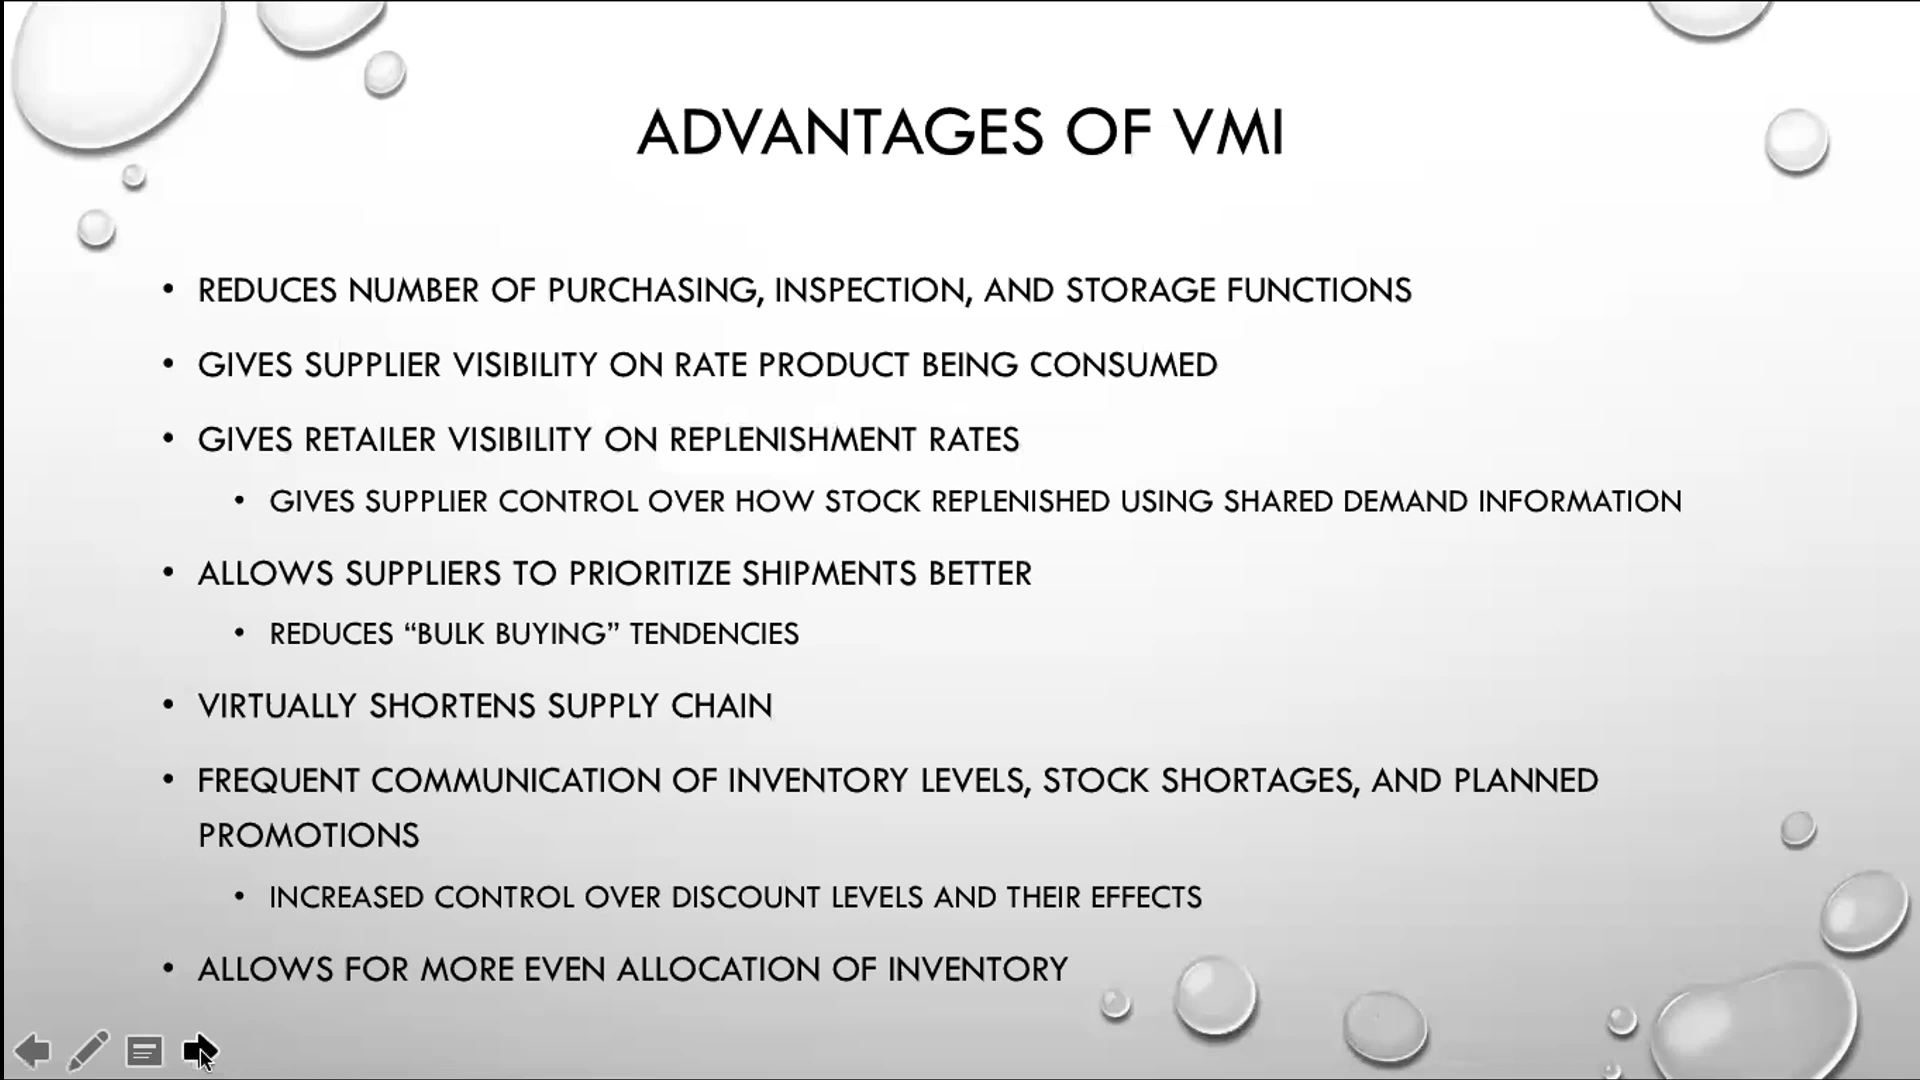 ADVANTAGES OF VMI
• REDUCES NUMBER OF PURCHASING, INSPECTION, AND STORAGE FUNCTIONS
• GIVES SUPPLIER VISIBILITY ON RATE PRODUCT BEING CONSUMED
• GIVES RETAILER VISIBILITY ON REPLENISHMENT RATES
• GIVES SUPPLIER CONTROL OVER HOW STOCK REPLENISHED USING SHARED DEMAND INFORMATION
• ALLOWS SUPPLIERS TO PRIORITIZE SHIPMENTS BETTER
• REDUCES “BULK BUYING” TENDENCIES
• VIRTUALLY SHORTENS SUPPLY CHAIN
• FREQUENT COMMUNICATION OF INVENTORY LEVELS, STOCK SHORTAGES, AND PLANNED
PROMOTIONS
• INCREASED CONTROL OVER DISCOUNT LEVELS AND THEIR EFFECTS
• ALLOWS FOR MORE EVEN ALLOCATION OF INVENTORY